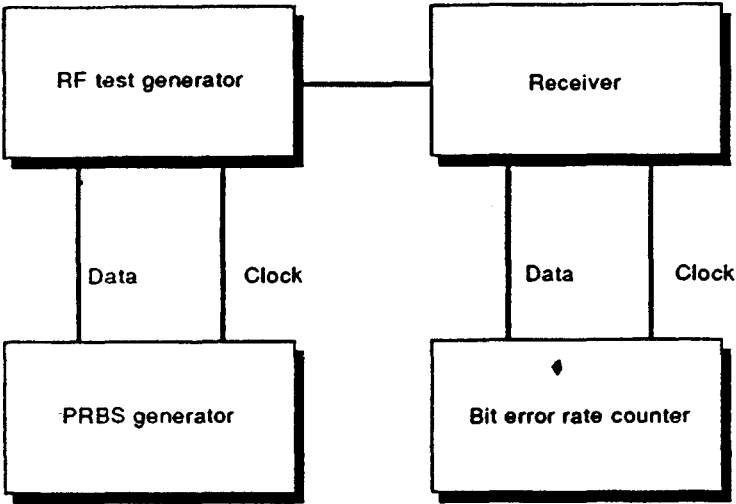 RF test generator
Receiver
Data
Clock
Data
Clock
PRBS generator
Bit error rate counter